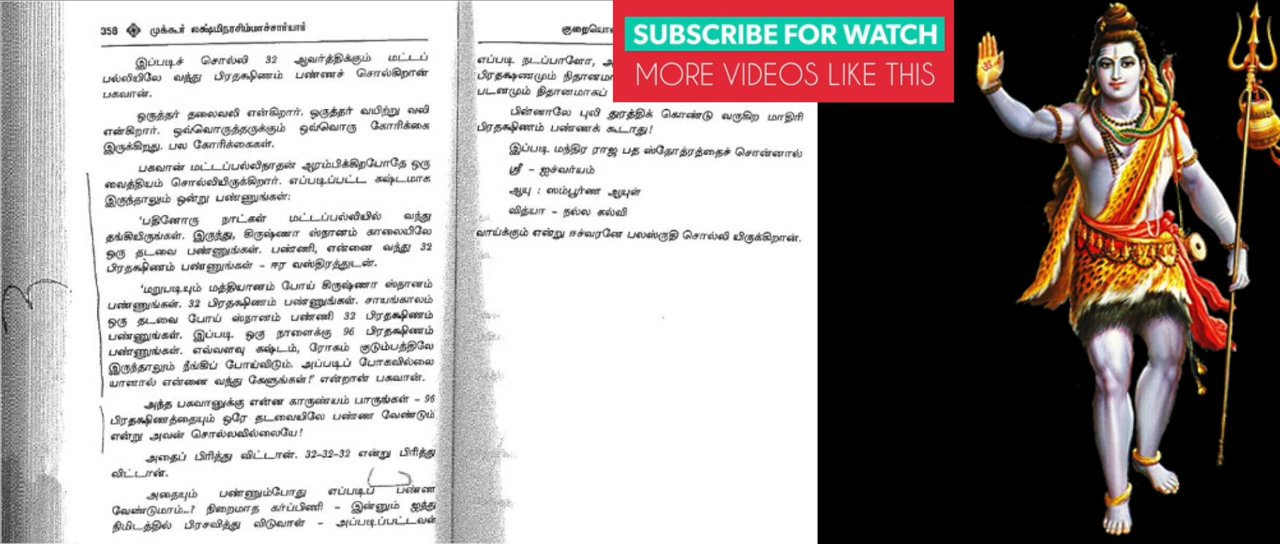 358 முக்கூர் லக்ஷ்மிநரசிம்மாச்சார்யார்
இப்படிச் சொல்லி 32 ஆவர்த்திக்கும் மட்டப்
பல்லியிலே வந்து பிரதக்ஷிணம் பண்ணச் சொல்கிறான்
பகவான்.
ஒருத்தர் தலைவலி என்கிறார். ஒருத்தர் வயிற்று வலி
என்கிறார். ஒவ்வொருத்தருக்கும் ஒவ்வொரு கோரிக்கை
இருக்கிறது. பல கோரிக்கைகள்.
பகவான் மட்டப்பல்லிநாதன் ஆரம்பிக்கிறபோதே ஒரு
வைத்தியம் சொல்லியிருக்கிறார். எப்படிப்பட்ட கஷ்டமாக
இருந்தாலும் ஒன்று பண்ணுங்கள்:
'பதினோரு நாட்கள் மட்டப்பல்லியில் வந்து
தங்கியிருங்கள். இருந்து, கிருஷ்ணா ஸ்நானம் காலையிலே
ஒரு தடவை பண்ணுங்கள். பண்ணி, என்னை வந்து 32
பிரதக்ஷிணம் பண்ணுங்கள் – ஈர வஸ்திரத்துடன்.
'மறுபடியும் மத்தியானம் போய் கிருஷ்ணா ஸ்நானம்
பண்ணுங்கள். 32 பிரதக்ஷிணம் பண்ணுங்கள். சாயங்காலம்
ஒரு தடவை போய் ஸ்நானம் பண்ணி 32 பிரதக்ஷிணம்
பண்ணுங்கள். இப்படி ஒரு நாளைக்கு 96 பிரதக்ஷிணம்
பண்ணுங்கள். எவ்வளவு கஷ்டம், ரோகம் குடும்பத்திலே
இருந்தாலும் நீங்கிப் போய்விடும். அப்படிப் போகவில்லை
யானால் என்னை வந்து கேளுங்கள்!' என்றான் பகவான்.
அந்த பகவானுக்கு என்ன காருண்யம் பாருங்கள் – 96
பிரதக்ஷிணத்தையும் ஒரே தடவையிலே பண்ண வேண்டும்
என்று அவன் சொல்லவில்லையே!
அதைப் பிரித்து விட்டான். 32–32–32 என்று பிரித்து
விட்டான்.
அதையும் பண்ணும்போது எப்படிப் பண்ண
வேண்டுமாம்..? நிறைமாத கர்ப்பிணி – இன்னும் ஐந்து
நிமிடத்தில் பிரசவித்து விடுவாள் – அப்படிப்பட்டவள்
எப்படி நடப்பாளோ,
பிரதக்ஷணமும்
படனமும் நிதானமாகப்
பின்னாலே புலி துரத்திக் கொண்டு வருகிற மாதிரி
பிரதக்ஷிணம் பண்ணக் கூடாது!
இப்படி மந்திர ராஜ பத ஸ்தோத்ரத்தைச் சொன்னால்
ஸ்ரீ – ஐச்வர்யம்
ஆயு : ஸம்பூர்ண ஆயுள்
வித்யா – நல்ல கல்வி
வாய்க்கும் என்று ஈச்வரனே பலஸ்ருதி சொல்லி யிருக்கிறான்.
SUBSCRIBE FOR WATCH
MORE VIDEOS LIKE THIS